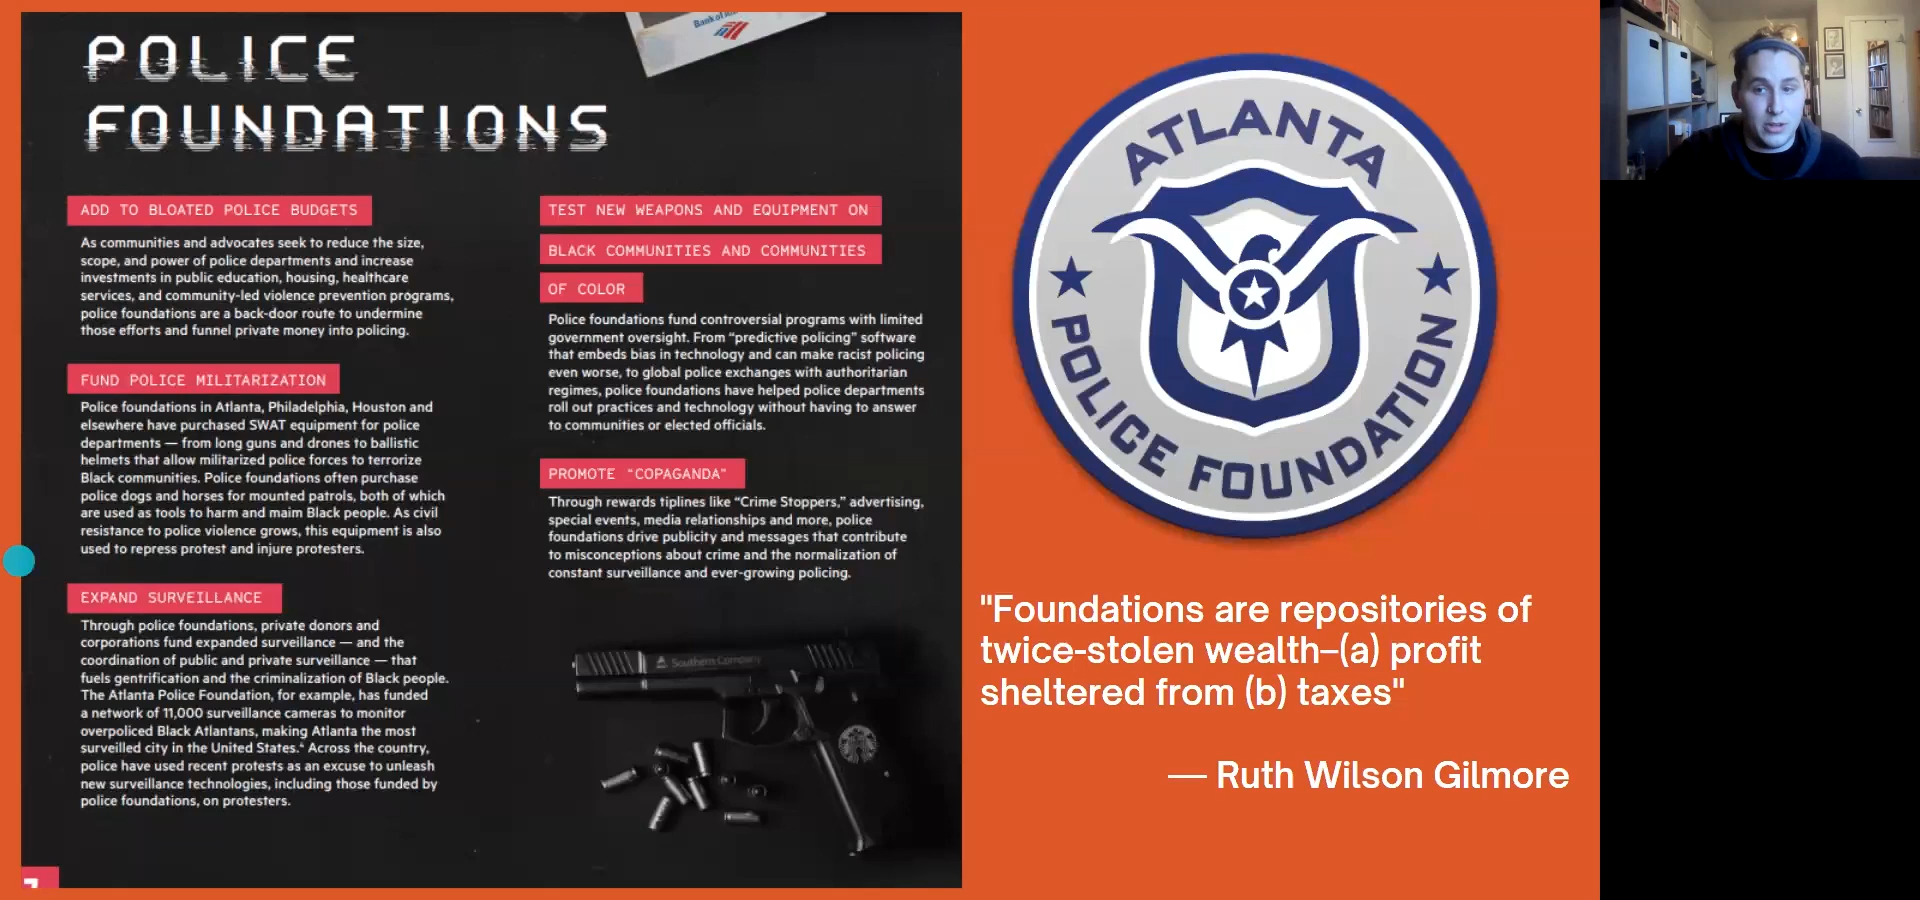 Bank of
POLICE
FOUNDATIONS
ADD TO BLOATED POLICE BUDGETS
As communities and advocates seek to reduce the size,
scope, and power of police departments and increase
investments in public education, housing, healthcare
services, and community-led violence prevention programs,
police foundations are a back-door route to undermine
those efforts and funnel private money into policing.
FUND POLICE MILITARIZATION
Police foundations in Atlanta, Philadelphia, Houston and
elsewhere have purchased SWAT equipment for police
departments — from long guns and drones to ballistic
helmets that allow militarized police forces to terrorize
Black communities. Police foundations often purchase
police dogs and horses for mounted patrols, both of which
are used as tools to harm and maim Black people. As civil
resistance to police violence grows, this equipment is also
used to repress protest and injure protesters.
EXPAND SURVEILLANCE
Through police foundations, private donors and
corporations fund expanded surveillance — and the
coordination of public and private surveillance — that
fuels gentrification and the criminalization of Black people.
The Atlanta Police Foundation, for example, has funded
a network of 11,000 surveillance cameras to monitor
overpoliced Black Atlantans, making Atlanta the most
surveilled city in the United States.⁴ Across the country,
police have used recent protests as an excuse to unleash
new surveillance technologies, including those funded by
police foundations, on protesters.
TEST NEW WEAPONS AND EQUIPMENT ON
BLACK COMMUNITIES AND COMMUNITIES
OF COLOR
Police foundations fund controversial programs with limited
government oversight. From “predictive policing” software
that embeds bias in technology and can make racist policing
even worse, to global police exchanges with authoritarian
regimes, police foundations have helped police departments
roll out practices and technology without having to answer
to communities or elected officials.
PROMOTE “COPAGANDA”
Through rewards tiplines like “Crime Stoppers,” advertising,
special events, media relationships and more, police
foundations drive publicity and messages that contribute
to misconceptions about crime and the normalization of
constant surveillance and ever-growing policing.
Southern Company
ATLANTA
POLICE FOUNDATION
"Foundations are repositories of
twice-stolen wealth–(a) profit
sheltered from (b) taxes"
— Ruth Wilson Gilmore